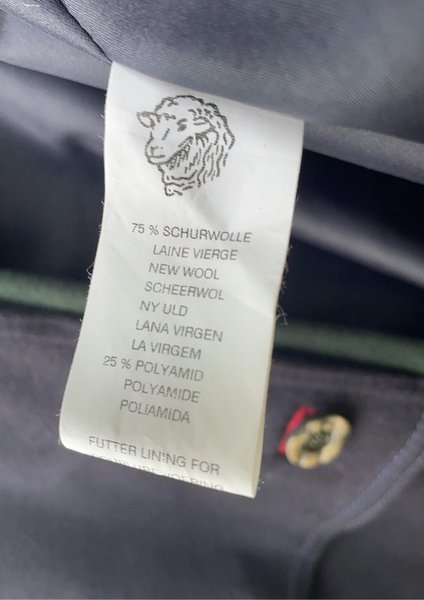 75 % SCHURWOLLE
LAINE VIERGE
NEW WOOL
SCHEERWOL
NY ULD
LANA VIRGEN
LA VIRGEM
25 % POLYAMID
POLYAMIDE
POLIAMIDA
FUTTER LINING FOR